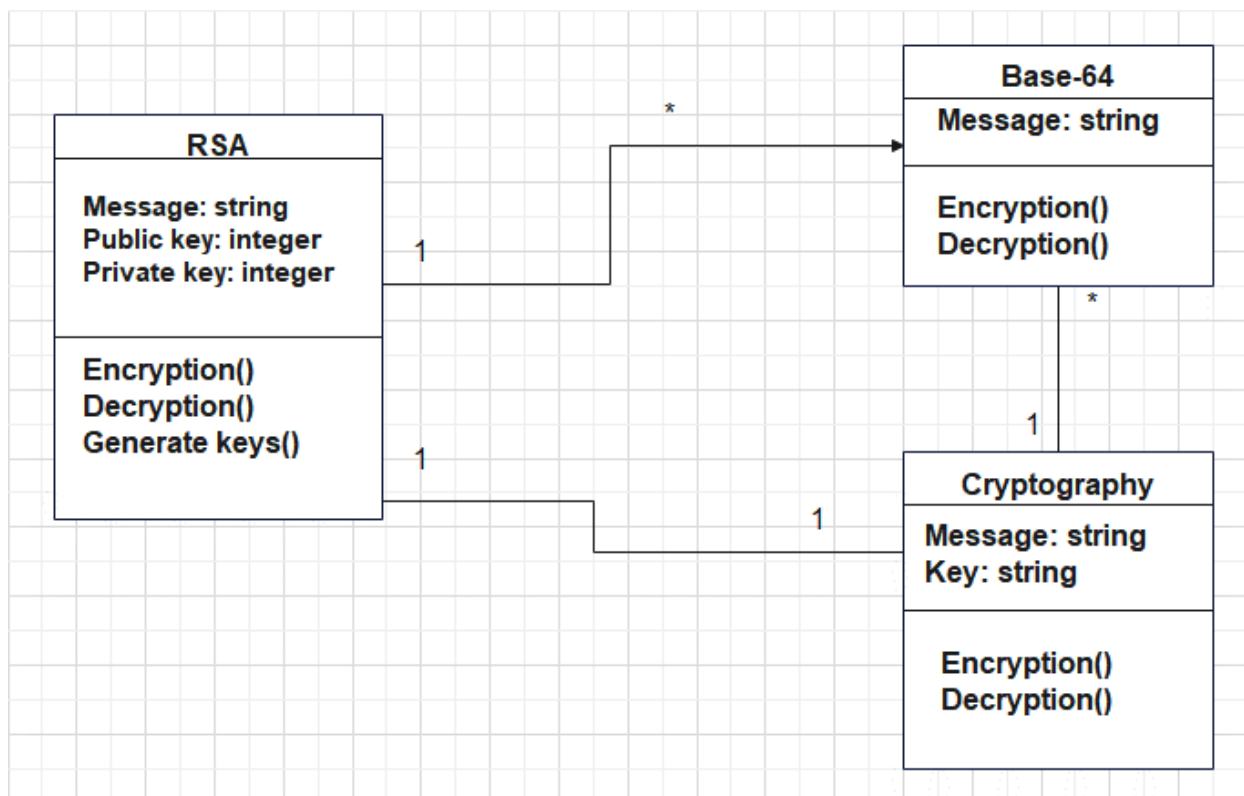 RSA
Message: string
Public key: integer
Private key: integer
Encryption()
Decryption()
Generate keys()
1
*
1
1
Base-64
Message: string
Encryption()
Decryption()
*
1
Cryptography
Message: string
Key: string
Encryption()
Decryption()